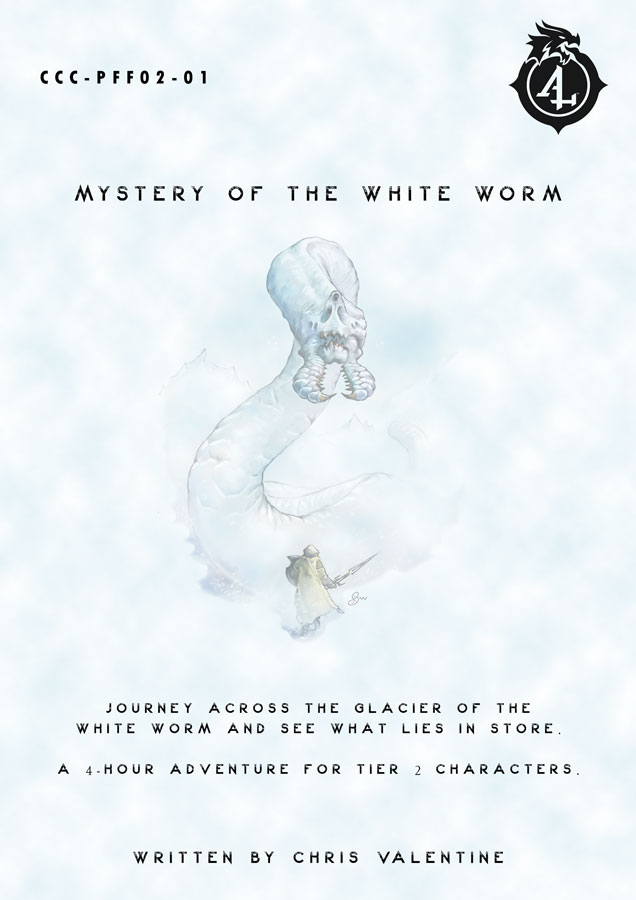 CCC-PFF02-01
AL
MYSTERY OF THE WHITE WORM
JOURNEY ACROSS THE GLACIER OF THE
WHITE WORM AND SEE WHAT LIES IN STORE.
A 4-HOUR ADVENTURE FOR TIER 2 CHARACTERS.
WRITTEN BY CHRIS VALENTINE